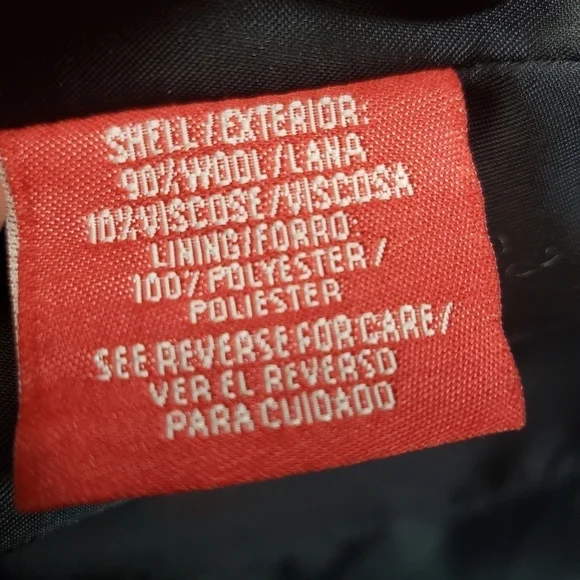 SHELL/EXTERIOR:
90% WOOL/LANA
10% VISCOSE/VISCOSA
LINING/FORRO:
100% POLYESTER/
POLIESTER
SEE REVERSE FOR CARE/
VER EL REVERSO
PARA CUIDADO